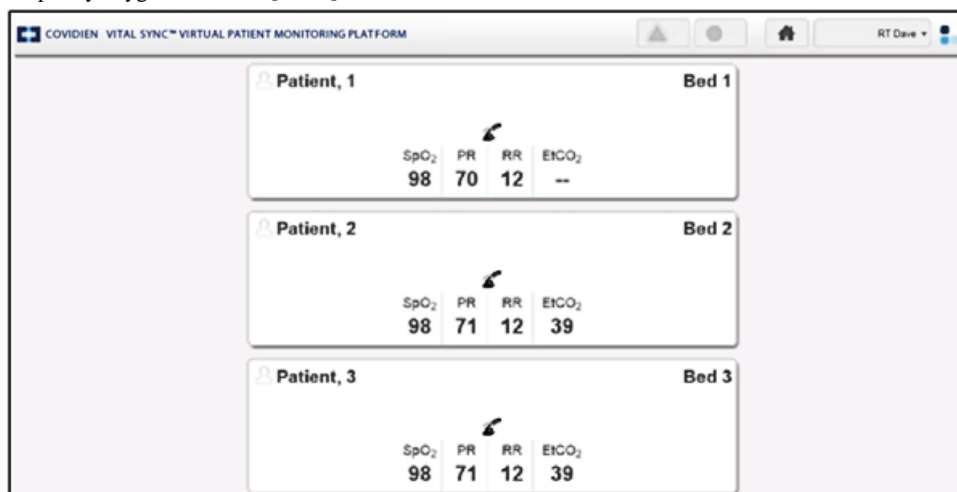 COVIDIEN VITAL SYNC™ VIRTUAL PATIENT MONITORING PLATFORM
RT Dave
Patient, 1 Bed 1
SpO₂ PR RR EtCO₂
98 70 12 --
Patient, 2 Bed 2
SpO₂ PR RR EtCO₂
98 71 12 39
Patient, 3 Bed 3
SpO₂ PR RR EtCO₂
98 71 12 39